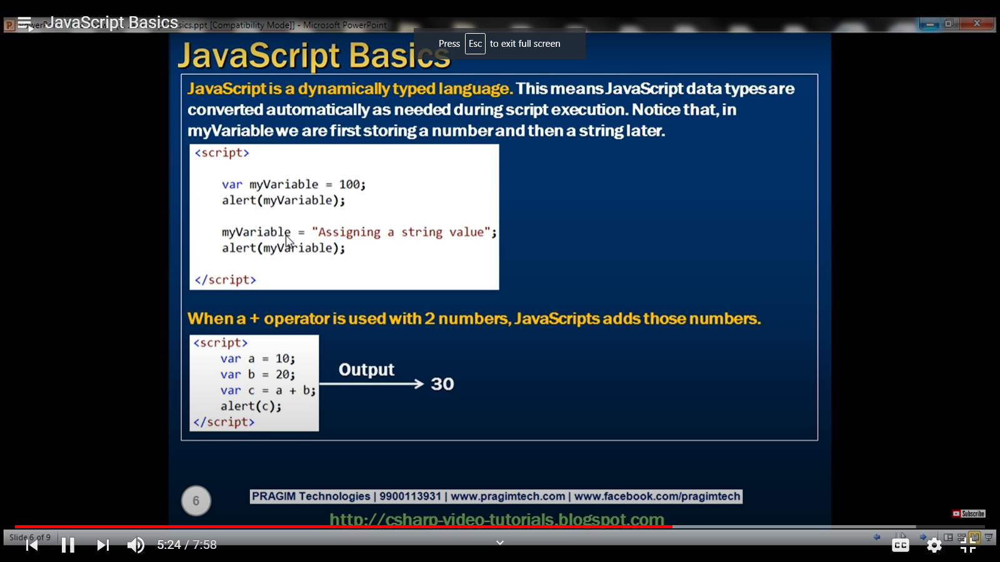 JavaScript Basics
sics.ppt [Compatibility Mode]] - Microsoft PowerPoint
Press Esc to exit full screen
JavaScript Basics
JavaScript is a dynamically typed language. This means JavaScript data types are
converted automatically as needed during script execution. Notice that, in
myVariable we are first storing a number and then a string later.
<script>
var myVariable = 100;
alert(myVariable);
myVariable = "Assigning a string value";
alert(myVariable);
</script>
When a + operator is used with 2 numbers, JavaScripts adds those numbers.
<script>
var a = 10;
var b = 20;
var c = a + b;
alert(c);
</script>
Output
30
6
PRAGIM Technologies | 9900113931 | www.pragimtech.com | www.facebook.com/pragimtech
http://csharp-video-tutorials.blogspot.com
Subscribe
Slide 6 of 9
5:24 / 7:58
CC